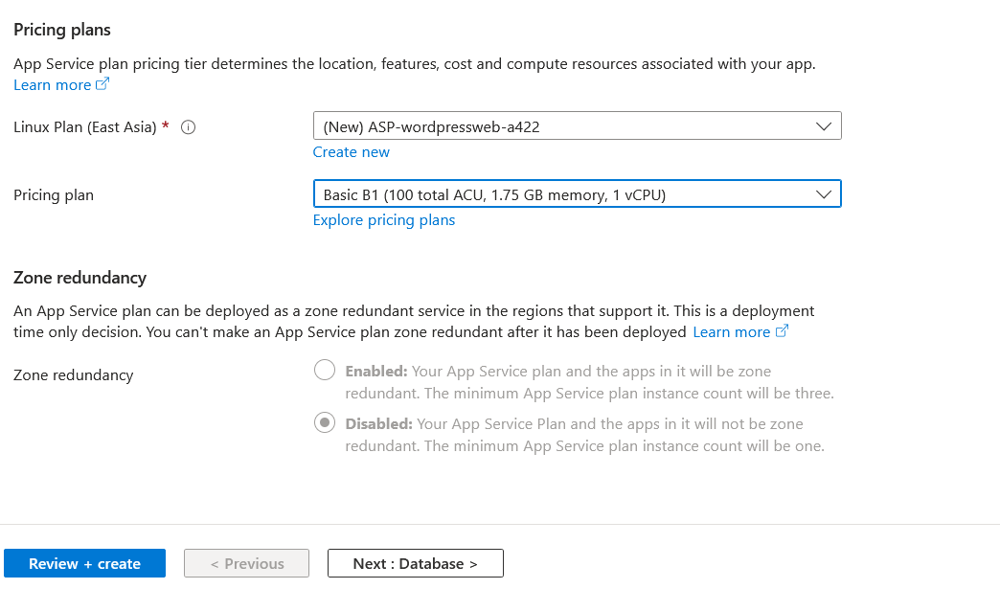 Pricing plans
App Service plan pricing tier determines the location, features, cost and compute resources associated with your app.
Learn more
Linux Plan (East Asia) *
(New) ASP-wordpressweb-a422
Create new
Pricing plan
Basic B1 (100 total ACU, 1.75 GB memory, 1 vCPU)
Explore pricing plans
Zone redundancy
An App Service plan can be deployed as a zone redundant service in the regions that support it. This is a deployment
time only decision. You can't make an App Service plan zone redundant after it has been deployed Learn more
Zone redundancy
Enabled: Your App Service plan and the apps in it will be zone
redundant. The minimum App Service plan instance count will be three.
Disabled: Your App Service Plan and the apps in it will not be zone
redundant. The minimum App Service plan instance count will be one.
Review + create
< Previous
Next : Database >